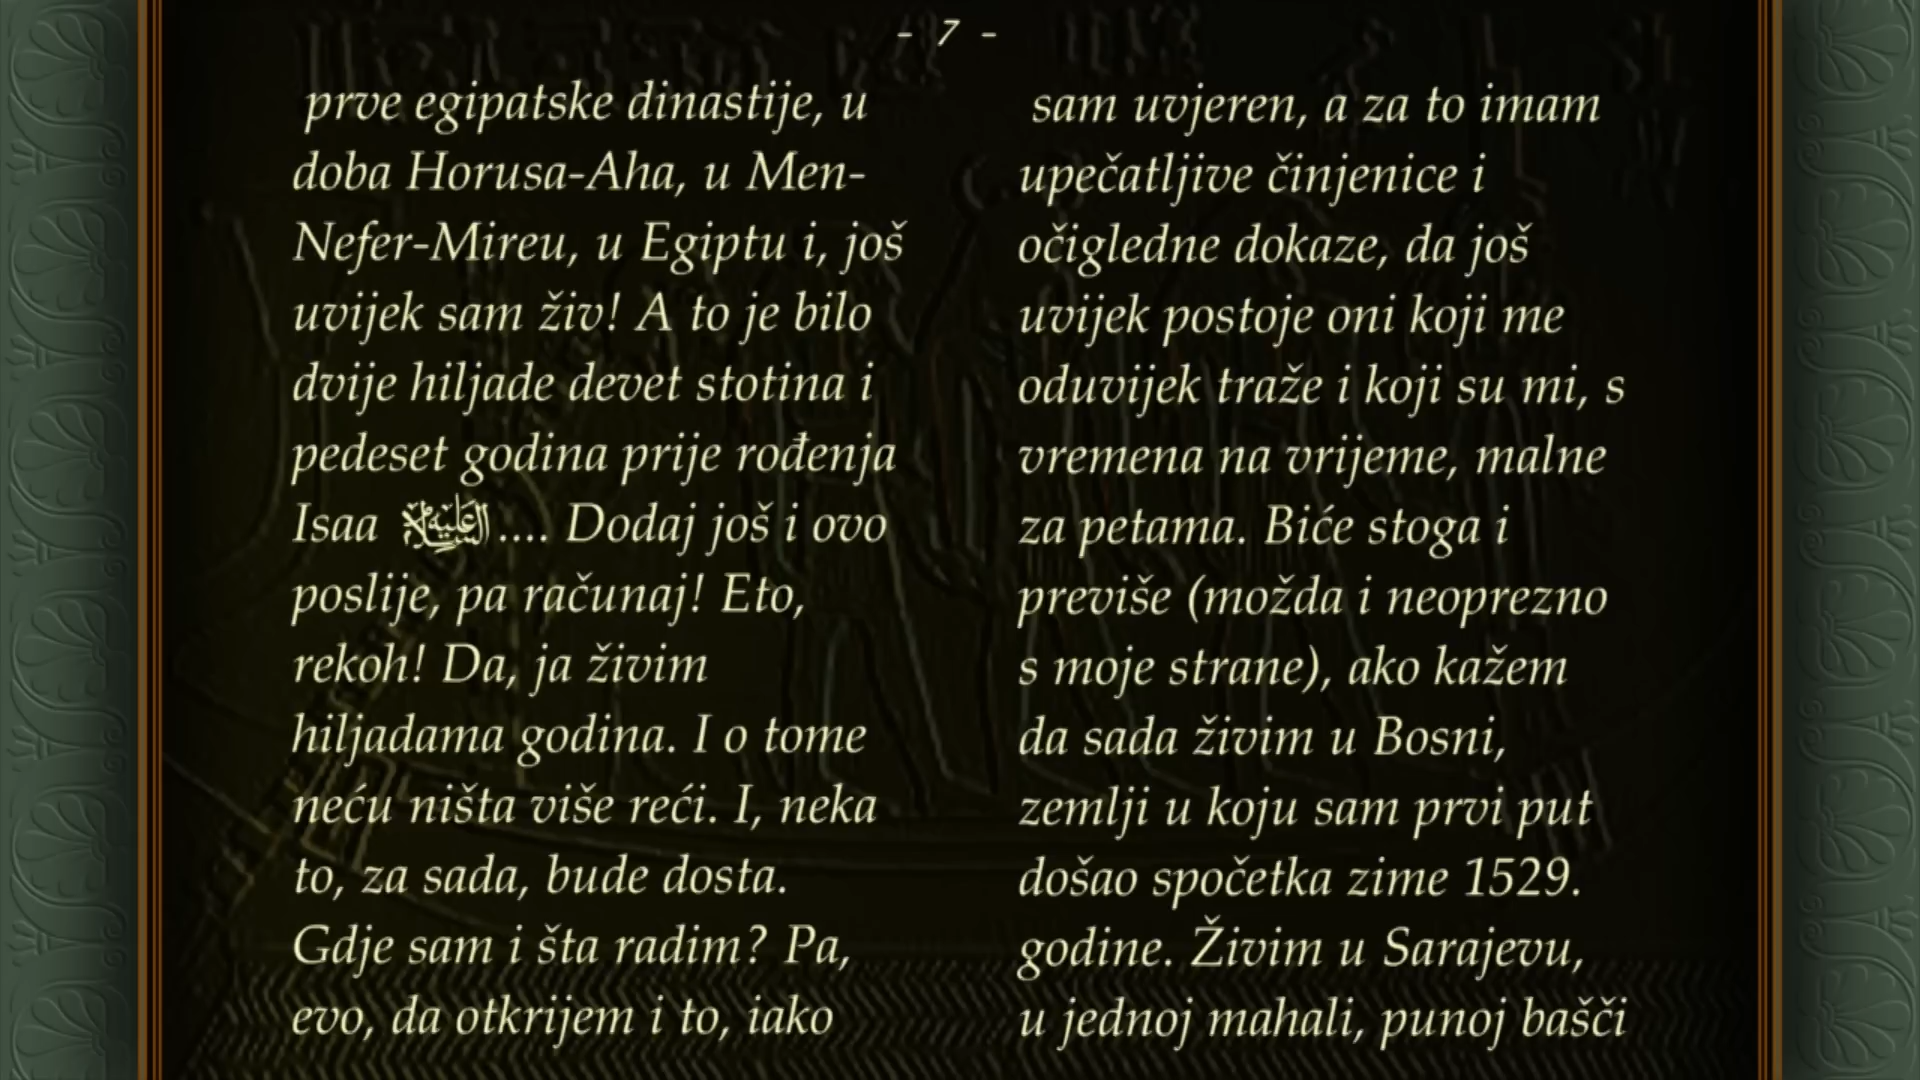 - 7 -
prve egipatske dinastije, u
doba Horusa-Aha, u Men-
Nefer-Mireu, u Egiptu i, još
uvijek sam živ! A to je bilo
dvije hiljade devet stotina i
pedeset godina prije rođenja
Isaa عليه السلام.... Dodaj još i ovo
poslije, pa računaj! Eto,
rekoh! Da, ja živim
hiljadama godina. I o tome
neću ništa više reći. I, neka
to, za sada, bude dosta.
Gdje sam i šta radim? Pa,
evo, da otkrijem i to, iako
sam uvjeren, a za to imam
upečatljive činjenice i
očigledne dokaze, da još
uvijek postoje oni koji me
oduvijek traže i koji su mi, s
vremena na vrijeme, malne
za petama. Biće stoga i
previše (možda i neoprezno
s moje strane), ako kažem
da sada živim u Bosni,
zemlji u koju sam prvi put
došao spočetka zime 1529.
godine. Živim u Sarajevu,
u jednoj mahali, punoj bašči